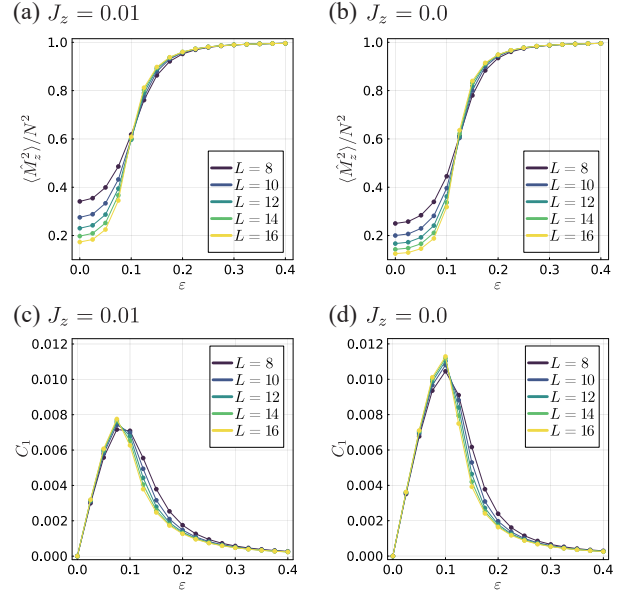 (a) J_z = 0.01
⟨M̂_z^2⟩/N^2
1.0
0.8
0.6
0.4
0.2
L = 8
L = 10
L = 12
L = 14
L = 16
0.0 0.1 0.2 0.3 0.4
ε
(b) J_z = 0.0
⟨M̂_z^2⟩/N^2
1.0
0.8
0.6
0.4
0.2
L = 8
L = 10
L = 12
L = 14
L = 16
0.0 0.1 0.2 0.3 0.4
ε
(c) J_z = 0.01
C_1
0.012
0.010
0.008
0.006
0.004
0.002
0.000
L = 8
L = 10
L = 12
L = 14
L = 16
0.0 0.1 0.2 0.3 0.4
ε
(d) J_z = 0.0
C_1
0.012
0.010
0.008
0.006
0.004
0.002
0.000
L = 8
L = 10
L = 12
L = 14
L = 16
0.0 0.1 0.2 0.3 0.4
ε